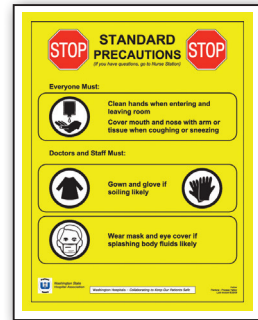 STOP
STANDARD
STOP
PRECAUTIONS
(If you have questions, go to Nurse Station)
Everyone Must:
Clean hands when entering and
leaving room
Cover mouth and nose with arm or
tissue when coughing or sneezing
Doctors and Staff Must:
Gown and glove if
soiling likely
Wear mask and eye cover if
splashing body fluids likely
Washington State
Hospital Association
Washington Hospitals - Collaborating to Keep Our Patients Safe